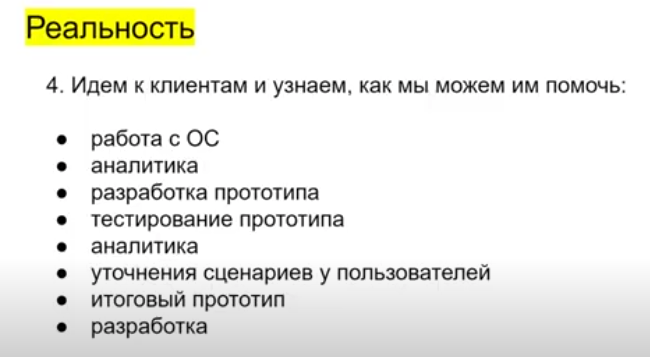 Реальность
4. Идем к клиентам и узнаем, как мы можем им помочь:
● работа с ОС
● аналитика
● разработка прототипа
● тестирование прототипа
● аналитика
● уточнения сценариев у пользователей
● итоговый прототип
● разработка